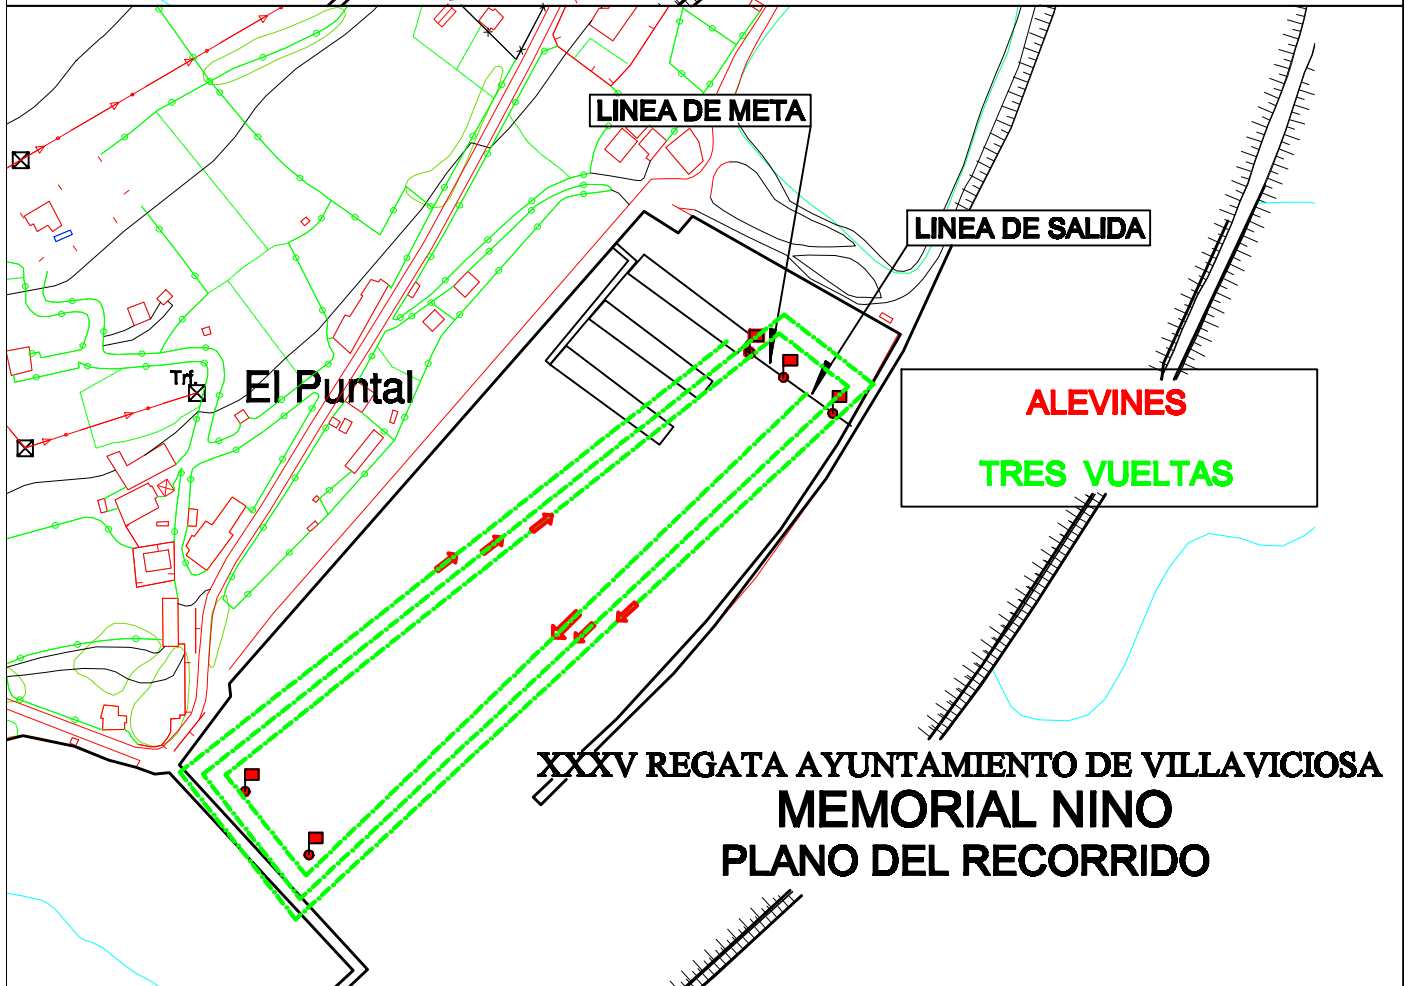 LINEA DE META
LINEA DE SALIDA
Trf.
El Puntal
ALEVINES
TRES VUELTAS
XXXV REGATA AYUNTAMIENTO DE VILLAVICIOSA
MEMORIAL NINO
PLANO DEL RECORRIDO